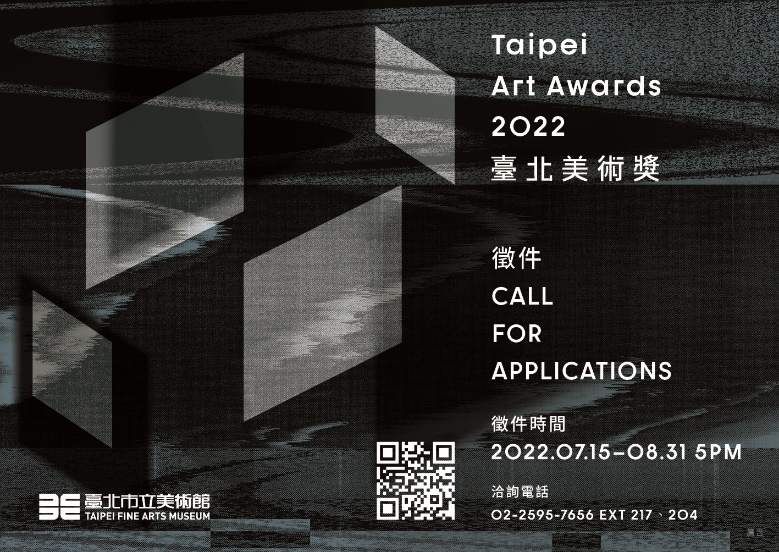 Taipei
Art Awards
2022
臺北美術獎
徵件
CALL
FOR
APPLICATIONS
徵件時間
2022.07.15–08.31 5PM
洽詢電話
02-2595-7656 EXT 217、204
臺北市立美術館
TAIPEI FINE ARTS MUSEUM